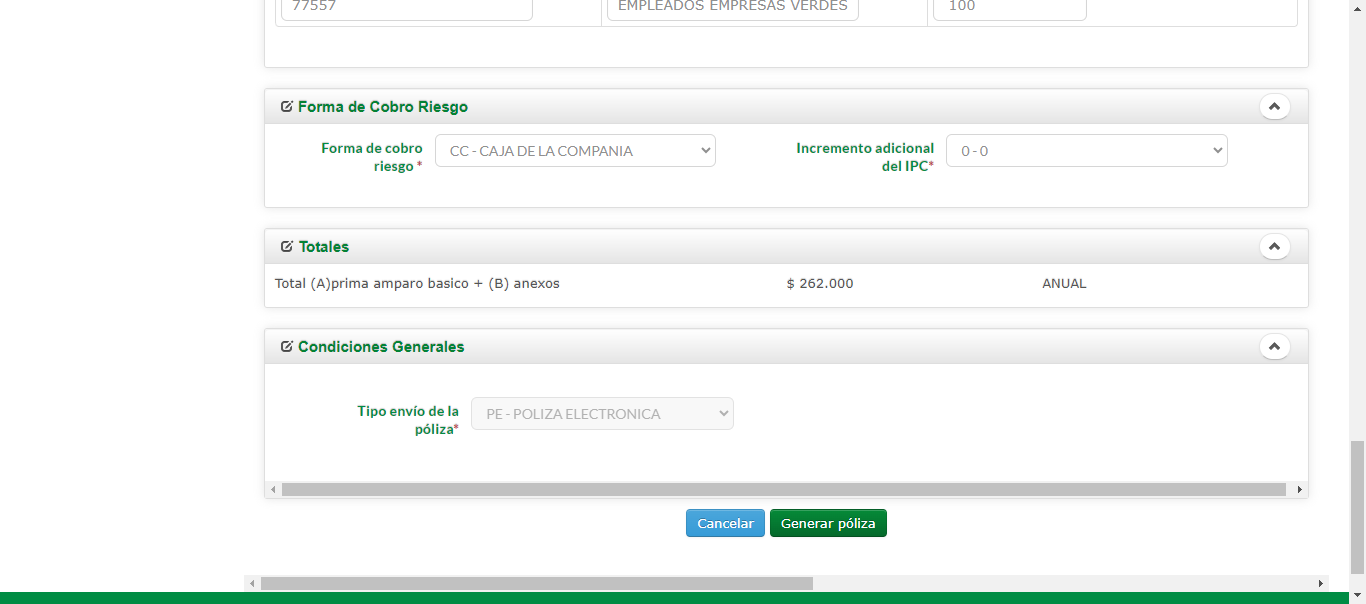 77557 EMPLEADOS EMPRESAS VERDES 100
Forma de Cobro Riesgo
Forma de cobro riesgo * CC - CAJA DE LA COMPANIA Incremento adicional del IPC* 0 - 0
Totales
Total (A)prima amparo basico + (B) anexos $ 262.000 ANUAL
Condiciones Generales
Tipo envío de la póliza* PE - POLIZA ELECTRONICA
Cancelar Generar póliza